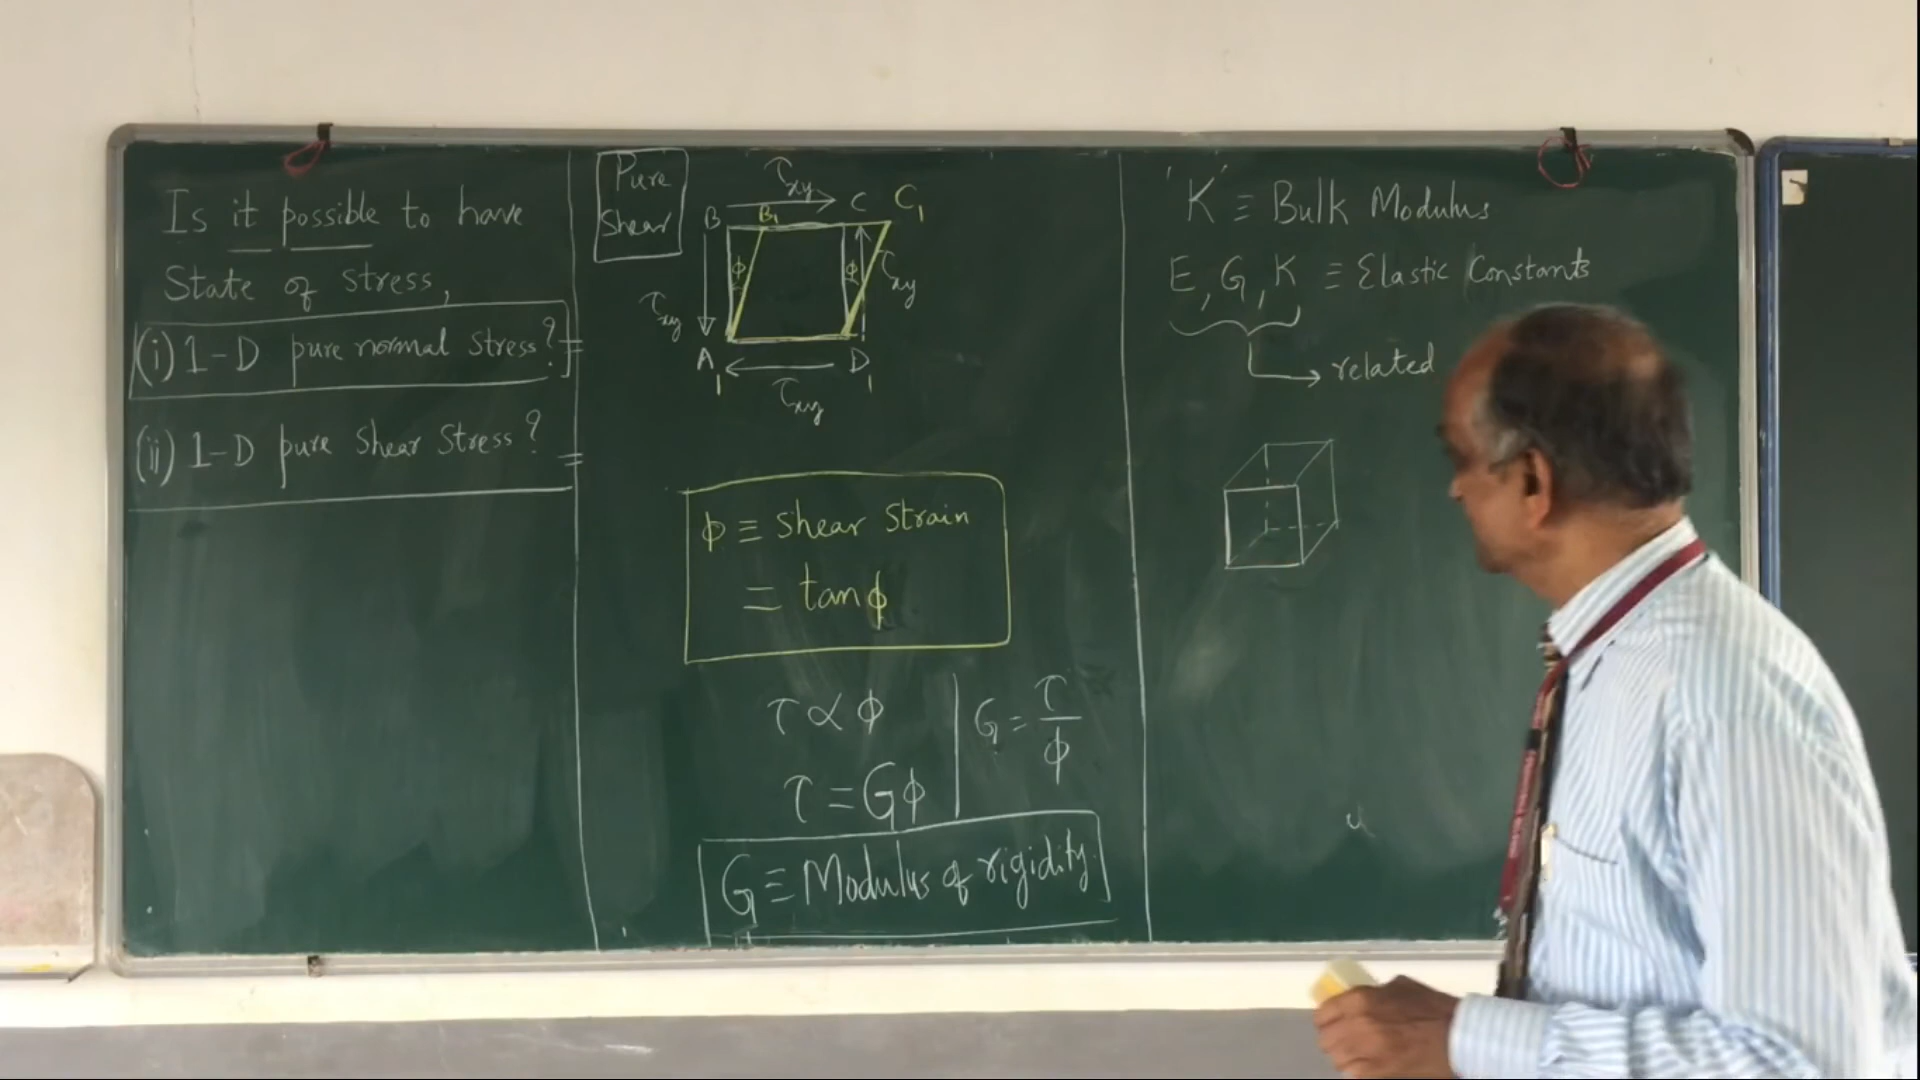 Is it possible to have
State of stress,
(i) 1-D pure normal stress?
(ii) 1-D pure shear stress?
Pure
Shear
τxy
B B₁ C C₁
φ φ
τxy τxy
A₁ D₁
τxy
φ ≡ shear strain
= tanφ
τ ∝ φ
G = τ/φ
τ = Gφ
G ≡ Modulus of rigidity.
'K' ≡ Bulk Modulus
E, G, K ≡ Elastic Constants
related